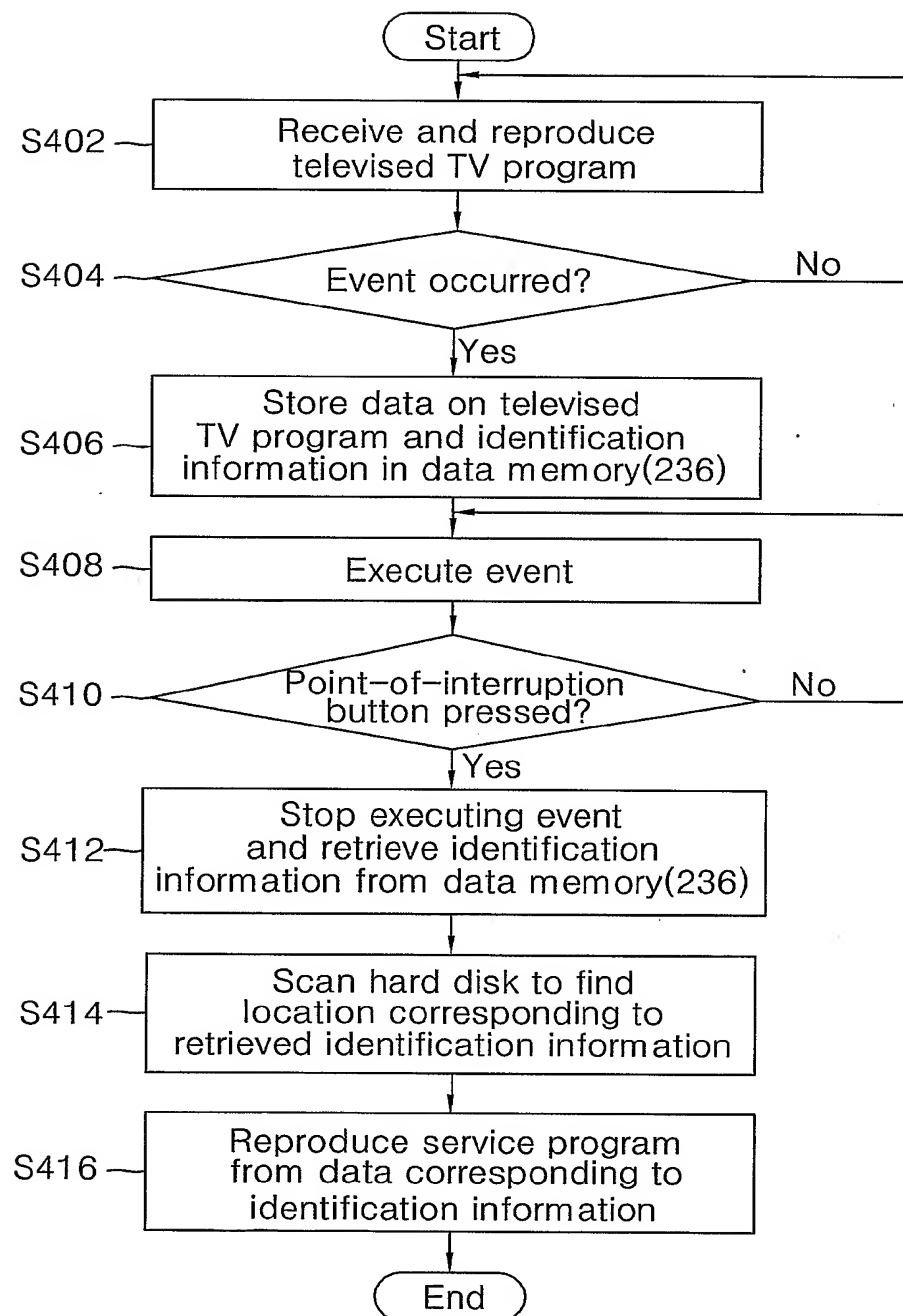 Start
S402
Receive and reproduce
televised TV program
S404
Event occurred?
No
Yes
S406
Store data on televised
TV program and identification
information in data memory(236)
S408
Execute event
S410
Point-of-interruption
button pressed?
No
Yes
S412
Stop executing event
and retrieve identification
information from data memory(236)
S414
Scan hard disk to find
location corresponding to
retrieved identification information
S416
Reproduce service program
from data corresponding to
identification information
End